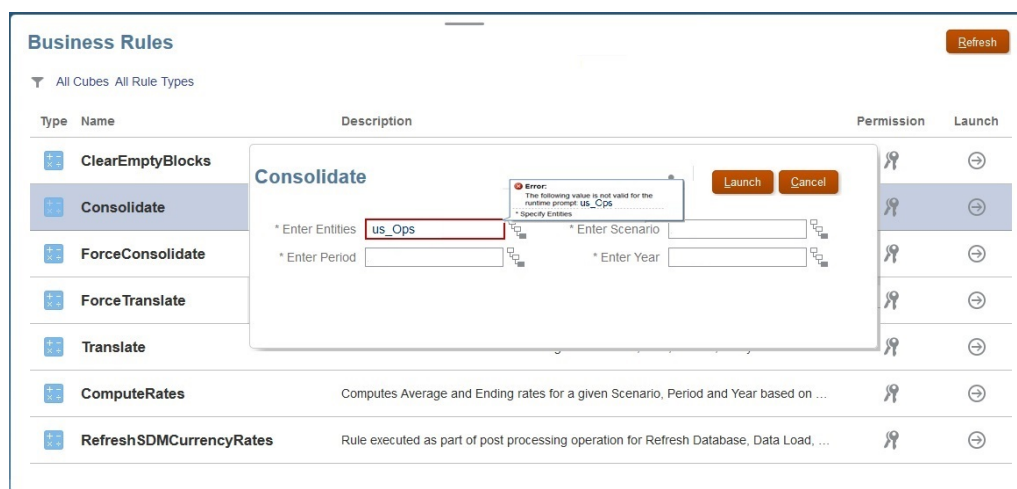 Business Rules
Refresh
All Cubes All Rule Types
Type Name Description Permission Launch
ClearEmptyBlocks
Consolidate
ForceConsolidate
ForceTranslate
Translate
ComputeRates Computes Average and Ending rates for a given Scenario, Period and Year based on ...
RefreshSDMCurrencyRates Rule executed as part of post processing operation for Refresh Database, Data Load, ...
Consolidate
Launch Cancel
Error:
The following value is not valid for the
runtime prompt: us_Ops
* Specify Entities
* Enter Entities us_Ops * Enter Scenario
* Enter Period * Enter Year